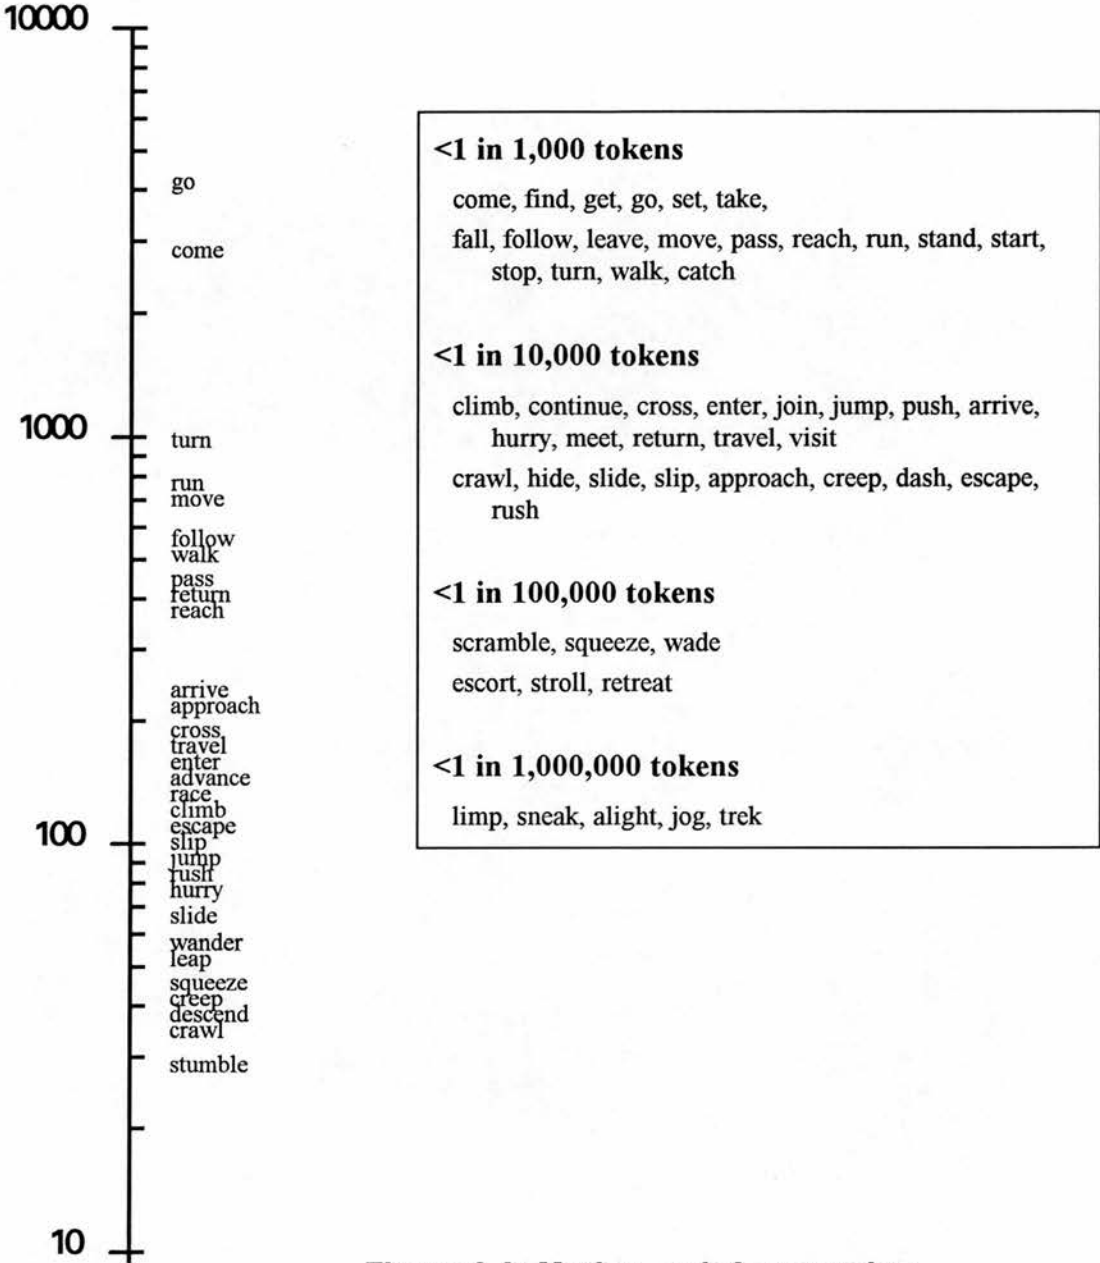 10000
go
come
1000
turn
run
move
follow
walk
pass
return
reach
arrive
approach
cross
travel
enter
advance
race
climb
100
escape
slip
jump
rush
hurry
slide
wander
leap
squeeze
creep
descend
crawl
stumble
10
<1 in 1,000 tokens
come, find, get, go, set, take,
fall, follow, leave, move, pass, reach, run, stand, start,
stop, turn, walk, catch
<1 in 10,000 tokens
climb, continue, cross, enter, join, jump, push, arrive,
hurry, meet, return, travel, visit
crawl, hide, slide, slip, approach, creep, dash, escape,
rush
<1 in 100,000 tokens
scramble, squeeze, wade
escort, stroll, retreat
<1 in 1,000,000 tokens
limp, sneak, alight, jog, trek